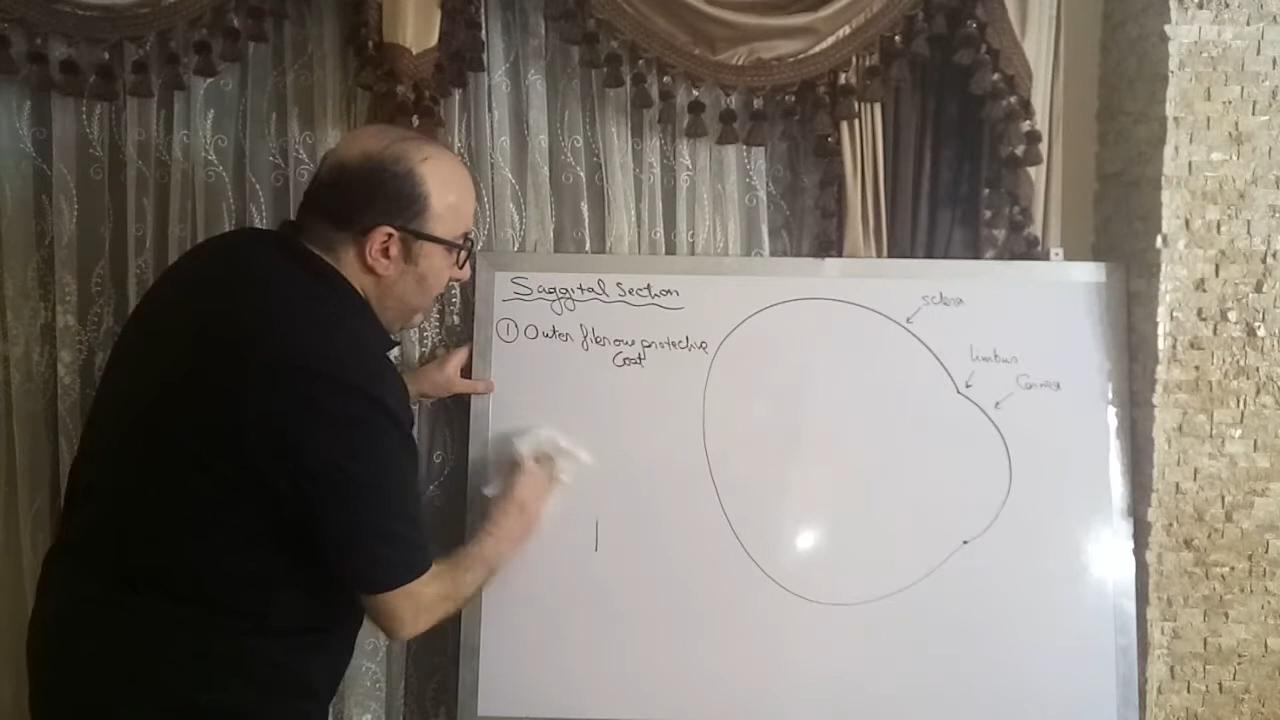 Saggital Section
① Outer fibrous protective
Coat
sclera
limbus
Cornea